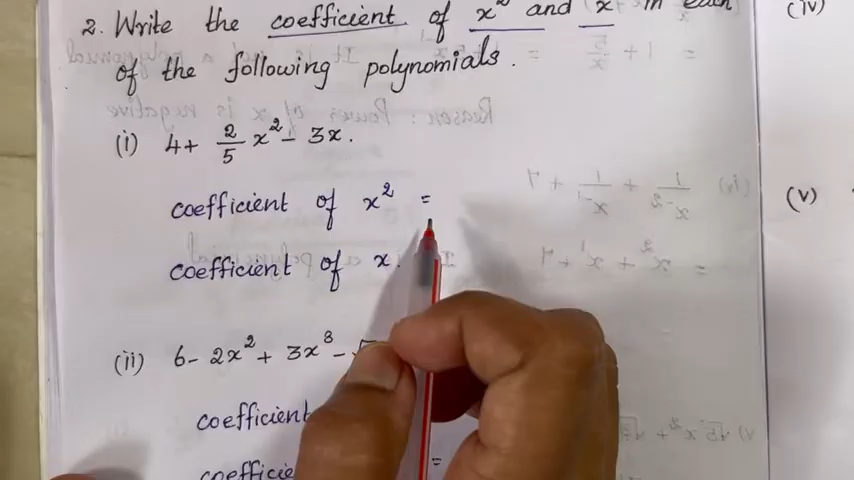 2. Write the coefficient of x² and x in each
of the following polynomials.
(i) 4 + 2/5 x² - 3x.
coefficient of x² =
coefficient of x
(ii) 6 - 2x² + 3x³ - √
coefficient
coefficie =
(iv)
(v)